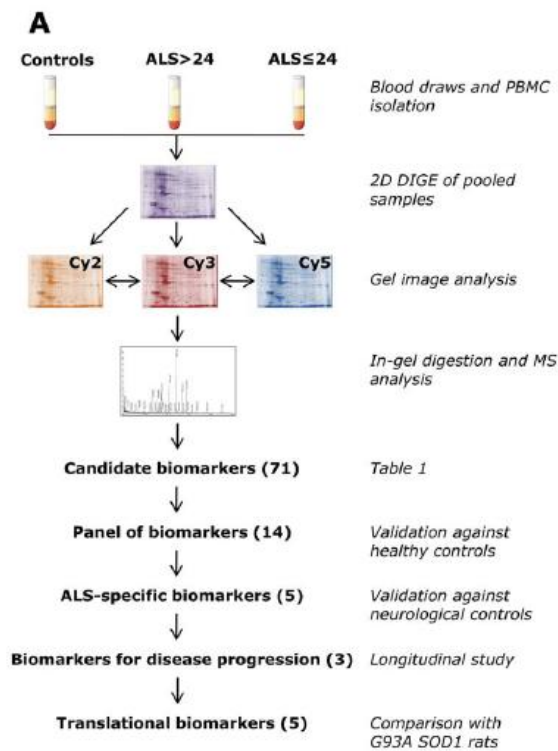 A
Controls
ALS>24
ALS≤24
Blood draws and PBMC
isolation
2D DIGE of pooled
samples
Cy2
Cy3
Cy5
Gel image analysis
In-gel digestion and MS
analysis
Candidate biomarkers (71)
Table 1
Panel of biomarkers (14)
Validation against
healthy controls
ALS-specific biomarkers (5)
Validation against
neurological controls
Biomarkers for disease progression (3)
Longitudinal study
Translational biomarkers (5)
Comparison with
G93A SOD1 rats